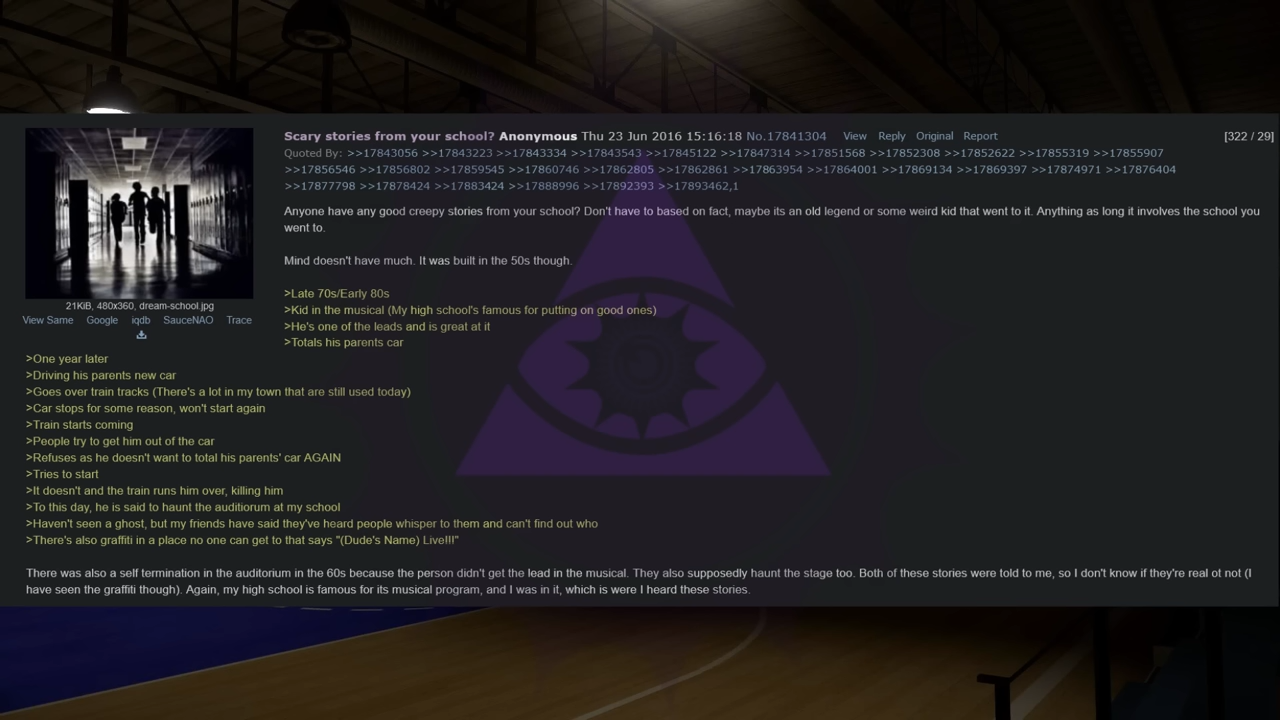 Scary stories from your school? Anonymous Thu 23 Jun 2016 15:16:18 No.17841304 View Reply Original Report [322 / 29]
Quoted By: >>17843056 >>17843223 >>17843334 >>17843543 >>17845122 >>17847314 >>17851568 >>17852308 >>17852622 >>17855319 >>17855907
>>17856546 >>17856802 >>17859545 >>17860746 >>17862805 >>17862861 >>17863954 >>17864001 >>17869134 >>17869397 >>17874971 >>17876404
>>17877798 >>17878424 >>17883424 >>17888996 >>17892393 >>17893462,1
Anyone have any good creepy stories from your school? Don't have to based on fact, maybe its an old legend or some weird kid that went to it. Anything as long it involves the school you
went to.
Mind doesn't have much. It was built in the 50s though.
>Late 70s/Early 80s
>Kid in the musical (My high school's famous for putting on good ones)
>He's one of the leads and is great at it
>Totals his parents car
21KiB, 480x360, dream-school.jpg
View Same Google iqdb SauceNAO Trace
>One year later
>Driving his parents new car
>Goes over train tracks (There's a lot in my town that are still used today)
>Car stops for some reason, won't start again
>Train starts coming
>People try to get him out of the car
>Refuses as he doesn't want to total his parents' car AGAIN
>Tries to start
>It doesn't and the train runs him over, killing him
>To this day, he is said to haunt the auditiorum at my school
>Haven't seen a ghost, but my friends have said they've heard people whisper to them and can't find out who
>There's also graffiti in a place no one can get to that says "(Dude's Name) Live!!!"
There was also a self termination in the auditorium in the 60s because the person didn't get the lead in the musical. They also supposedly haunt the stage too. Both of these stories were told to me, so I don't know if they're real ot not (I
have seen the graffiti though). Again, my high school is famous for its musical program, and I was in it, which is were I heard these stories.